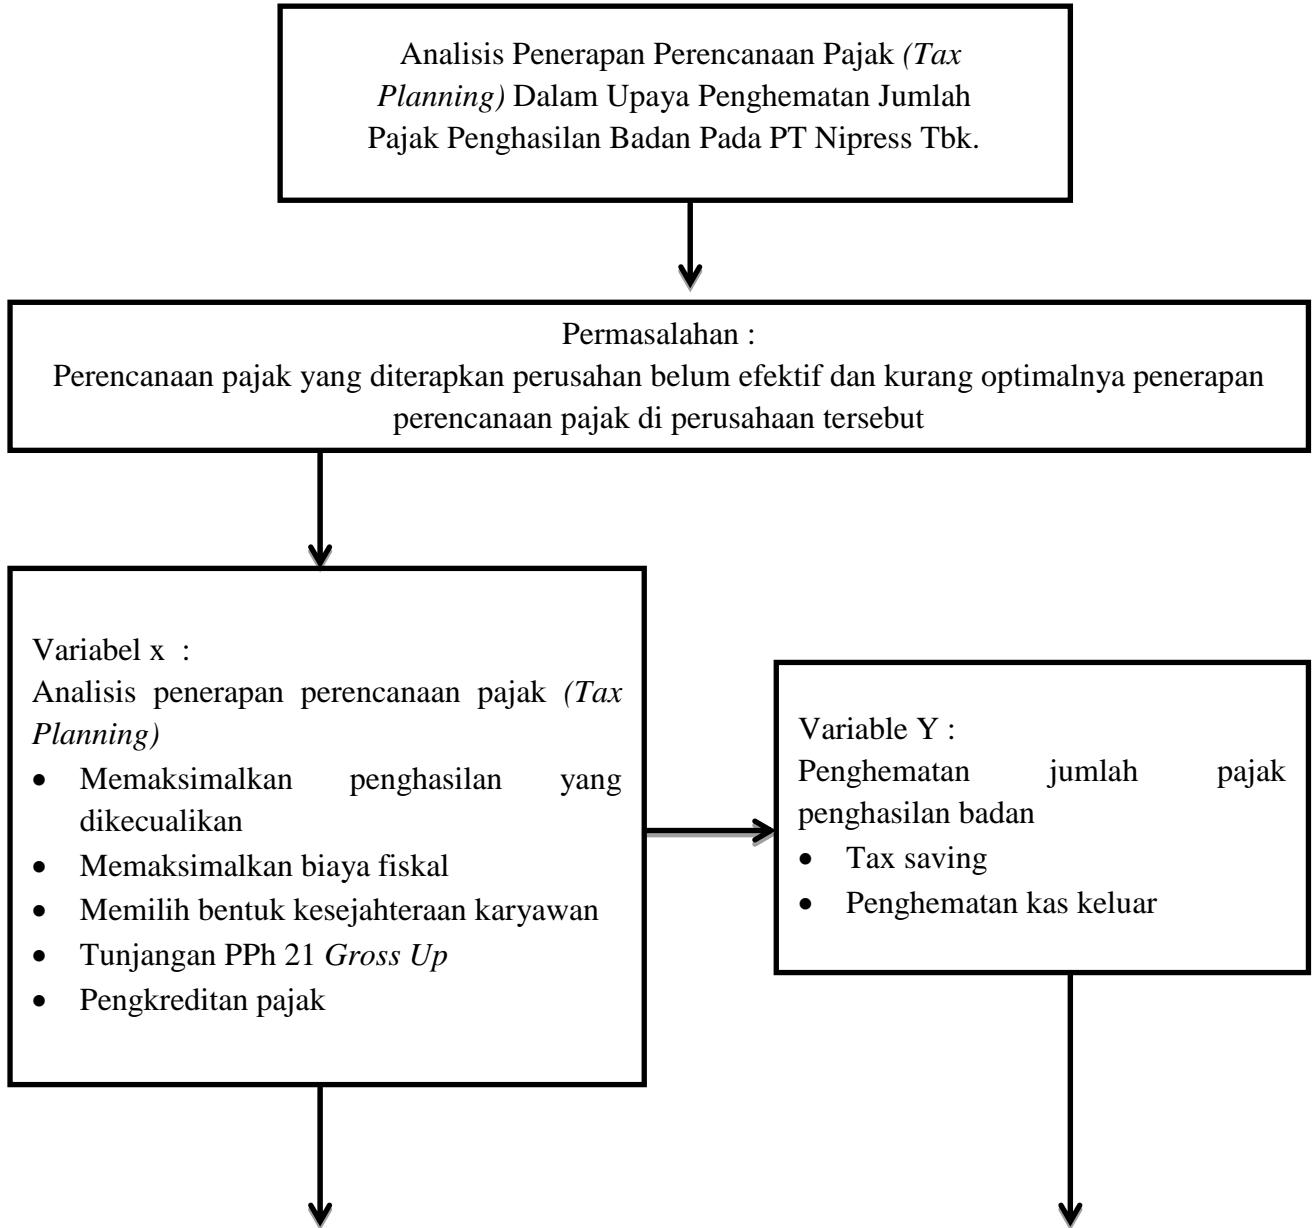 Analisis Penerapan Perencanaan Pajak (Tax
Planning) Dalam Upaya Penghematan Jumlah
Pajak Penghasilan Badan Pada PT Nipress Tbk.
Permasalahan :
Perencanaan pajak yang diterapkan perusahan belum efektif dan kurang optimalnya penerapan
perencanaan pajak di perusahaan tersebut
Variabel x :
Analisis penerapan perencanaan pajak (Tax
Planning)
• Memaksimalkan penghasilan yang
dikecualikan
• Memaksimalkan biaya fiskal
• Memilih bentuk kesejahteraan karyawan
• Tunjangan PPh 21 Gross Up
• Pengkreditan pajak
Variable Y :
Penghematan jumlah pajak
penghasilan badan
• Tax saving
• Penghematan kas keluar